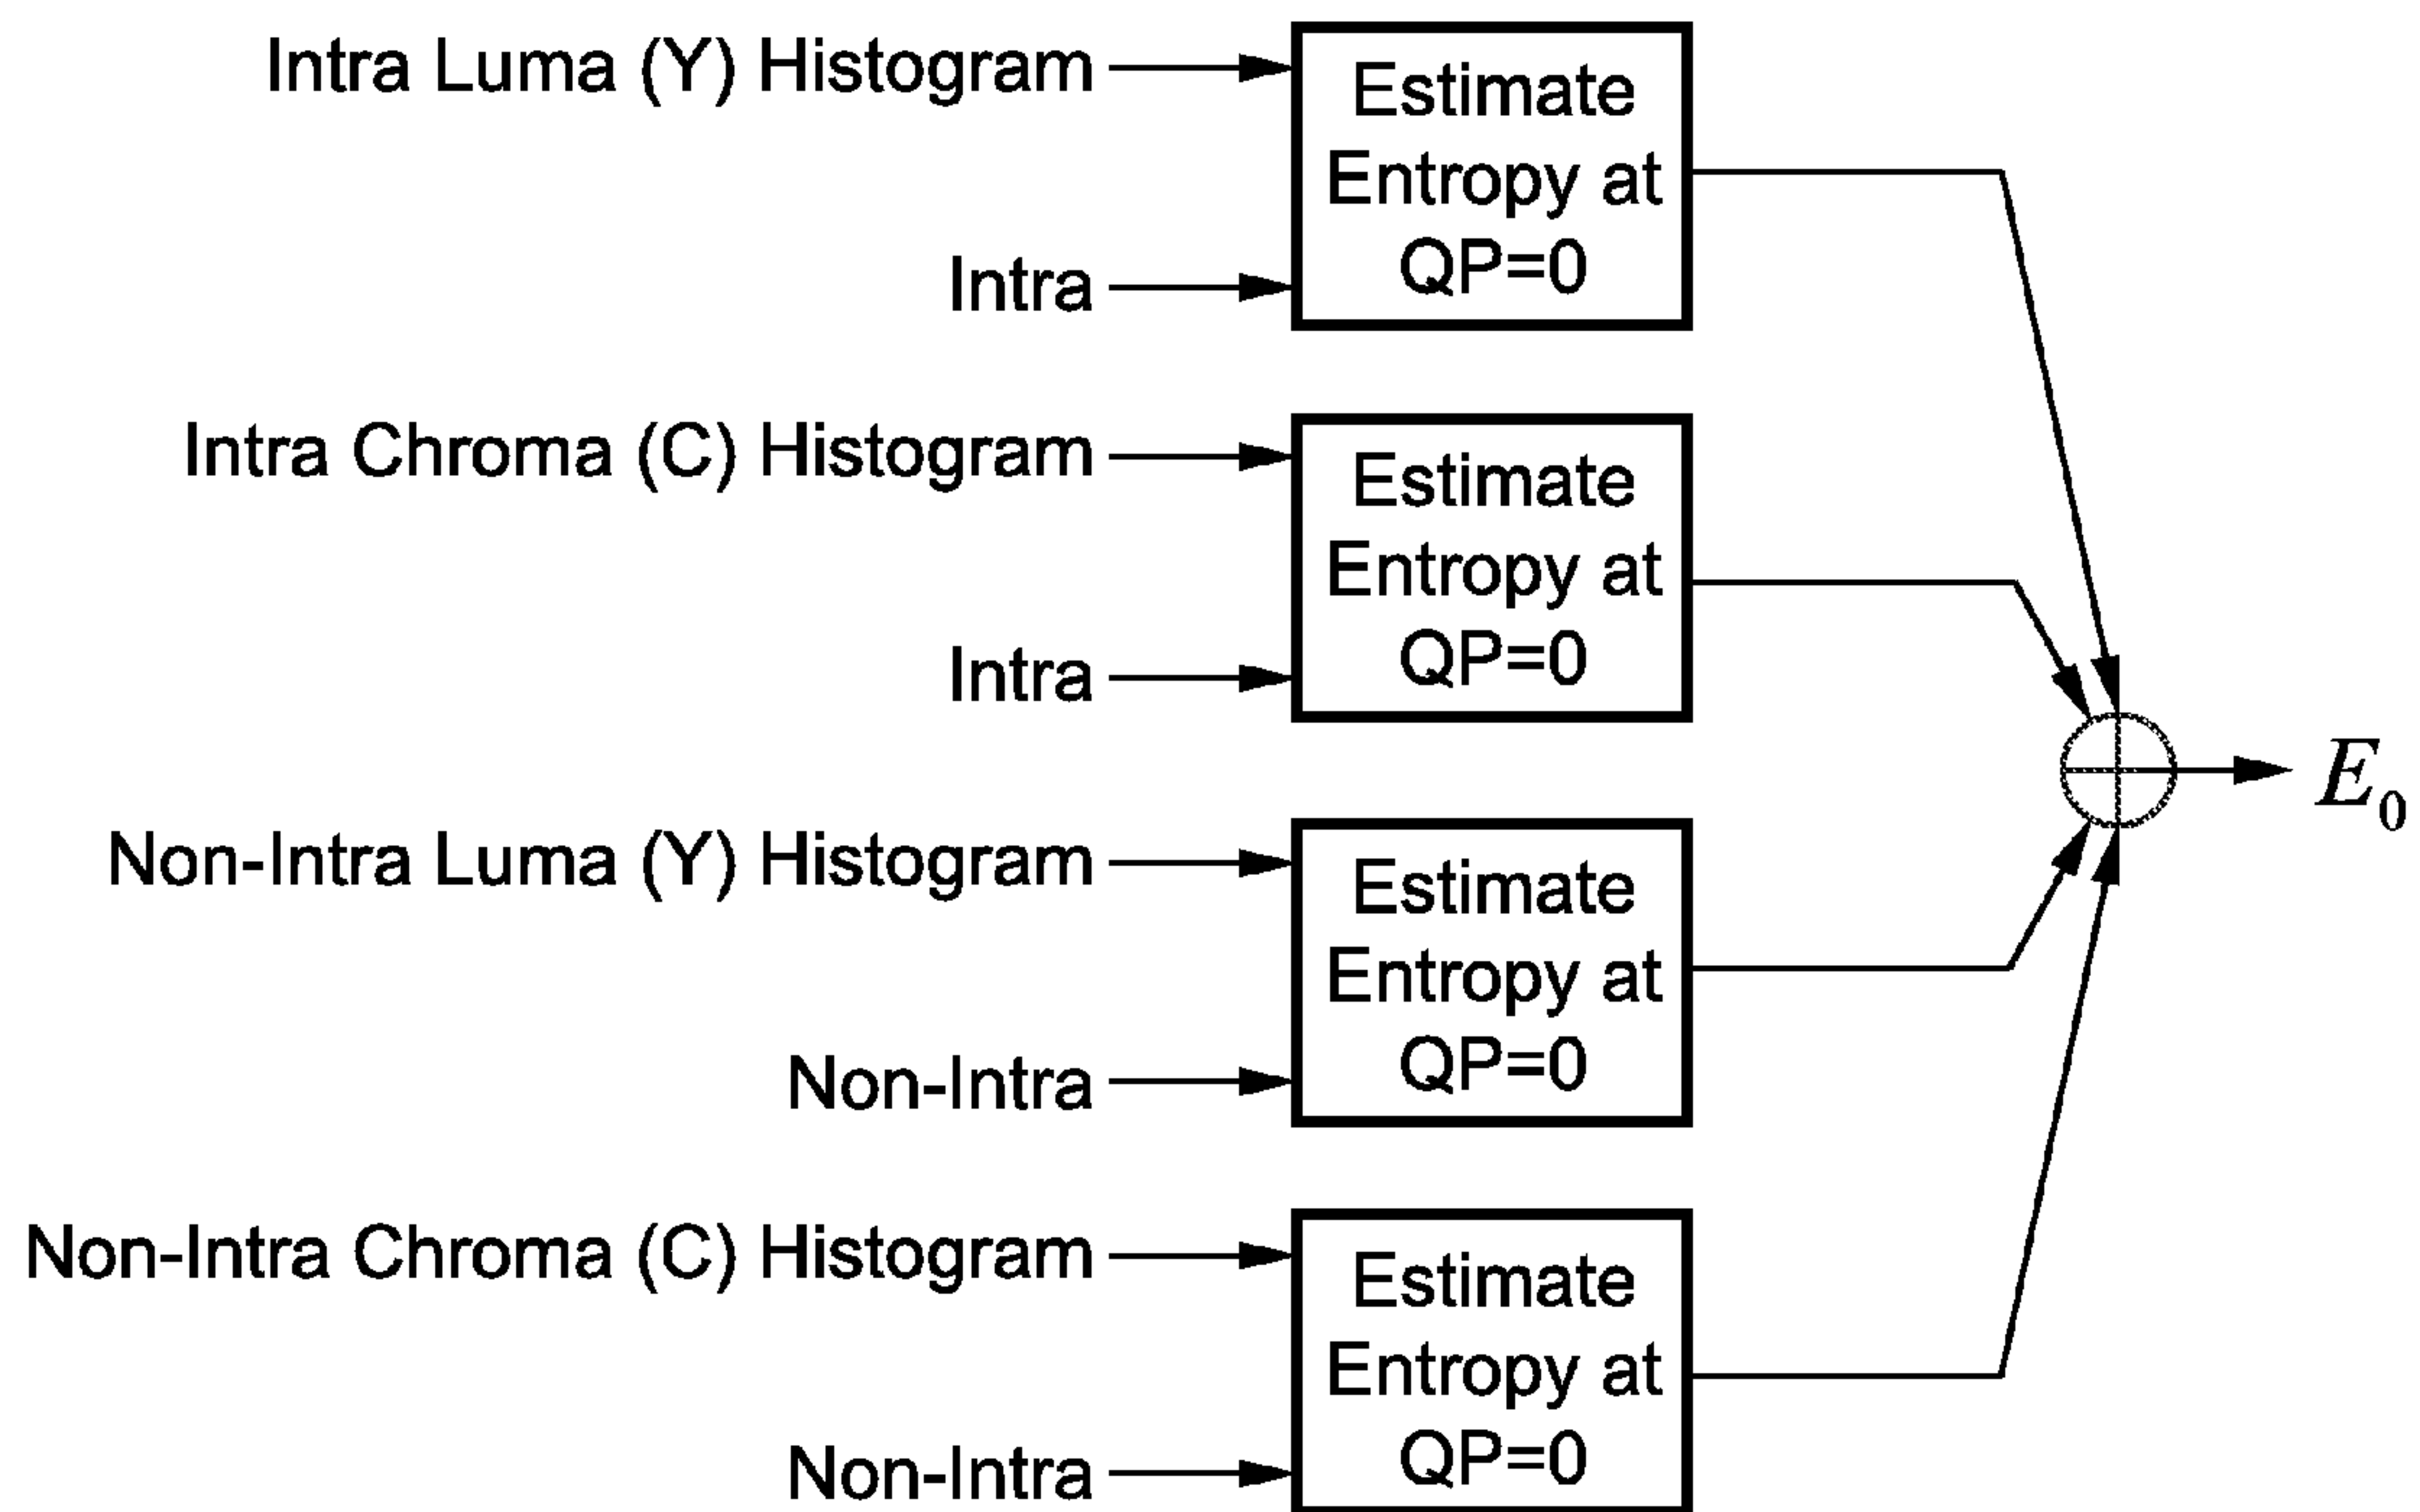 Intra Luma (Y) Histogram
Estimate
Entropy at
QP=0
Intra
Intra Chroma (C) Histogram
Estimate
Entropy at
QP=0
Intra
E0
Non-Intra Luma (Y) Histogram
Estimate
Entropy at
QP=0
Non-Intra
Non-Intra Chroma (C) Histogram
Estimate
Entropy at
QP=0
Non-Intra